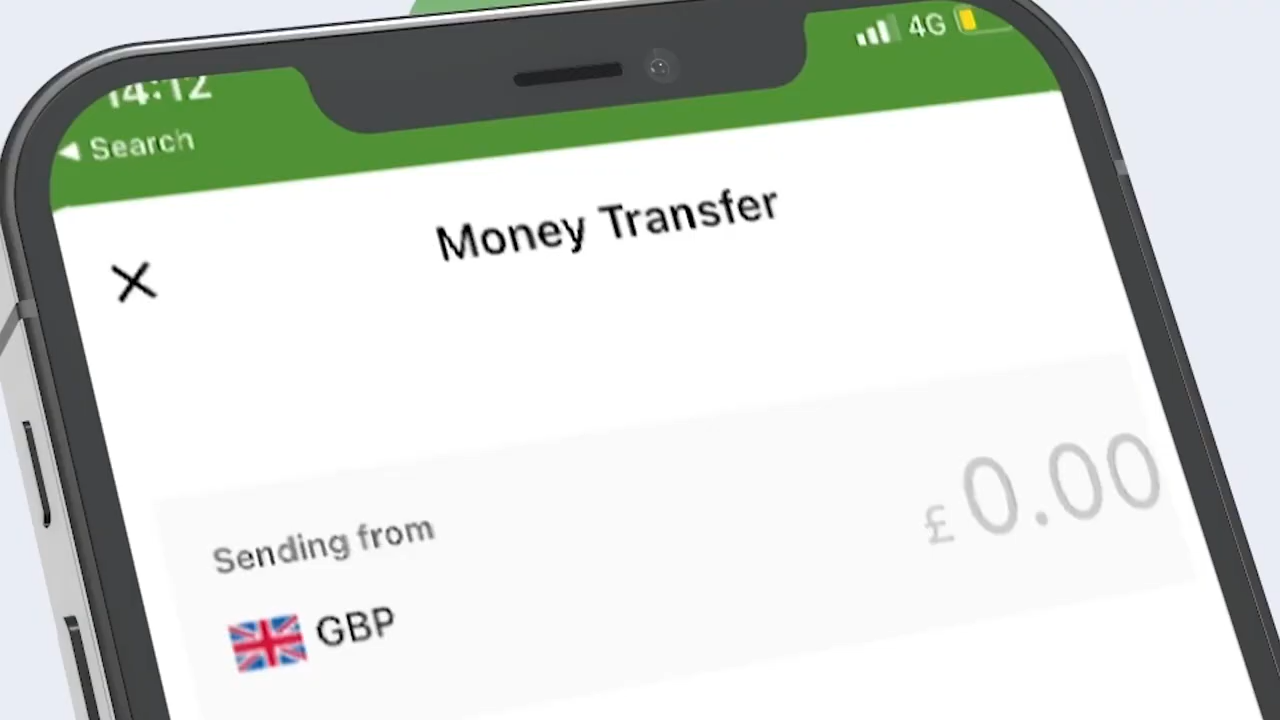 14:12
4G
◀ Search
Money Transfer
£ 0.00
Sending from
GBP